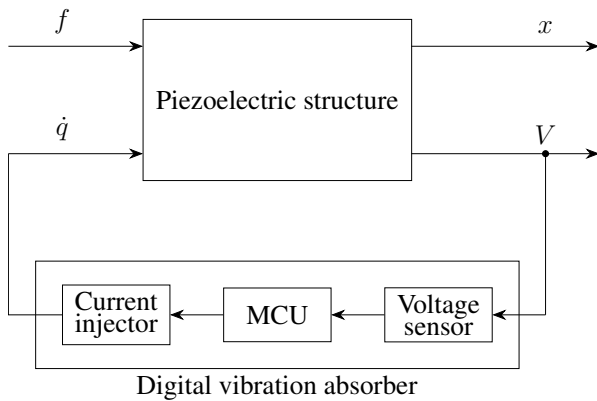 f
x
Piezoelectric structure
q̇
V
Current
injector
MCU
Voltage
sensor
Digital vibration absorber